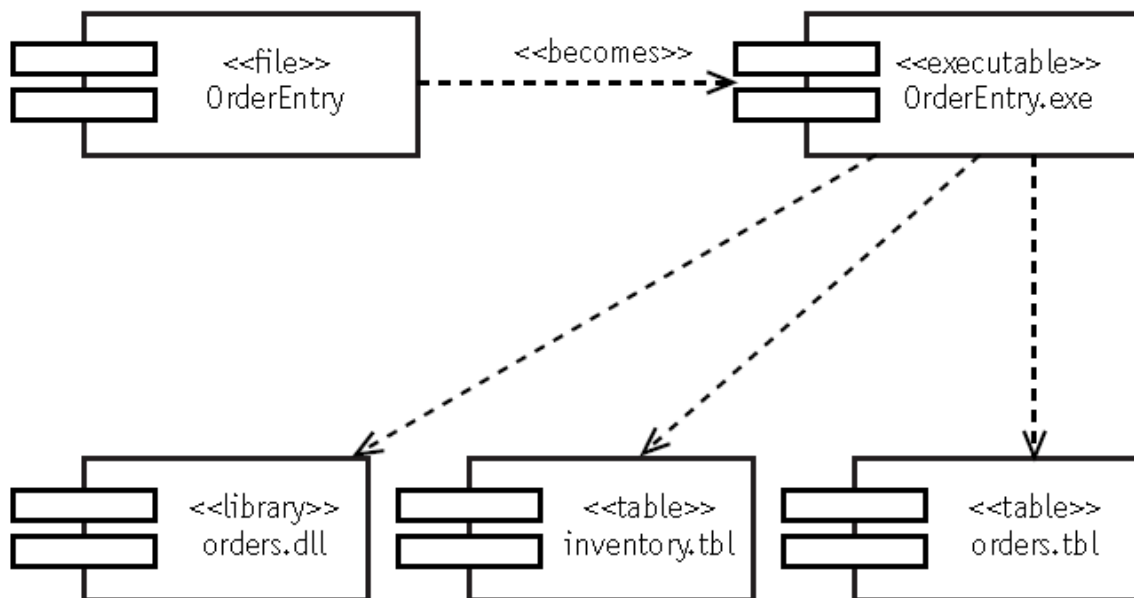 <<file>>
OrderEntry
<<becomes>>
<<executable>>
OrderEntry.exe
<<library>>
orders.dll
<<table>>
inventory.tbl
<<table>>
orders.tbl